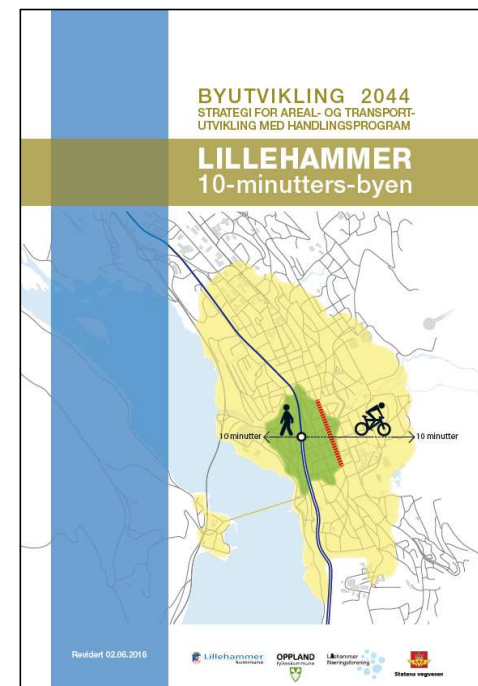 BYUTVIKLING 2044
STRATEGI FOR AREAL- OG TRANSPORT-
UTVIKLING MED HANDLINGSPROGRAM
LILLEHAMMER
10-minutters-byen
10 minutter
10 minutter
Revidert 02.06.2016
Lillehammer
kommune
OPPLAND
fylkeskommune
Lillehammer
Næringsforening
Statens vegvesen